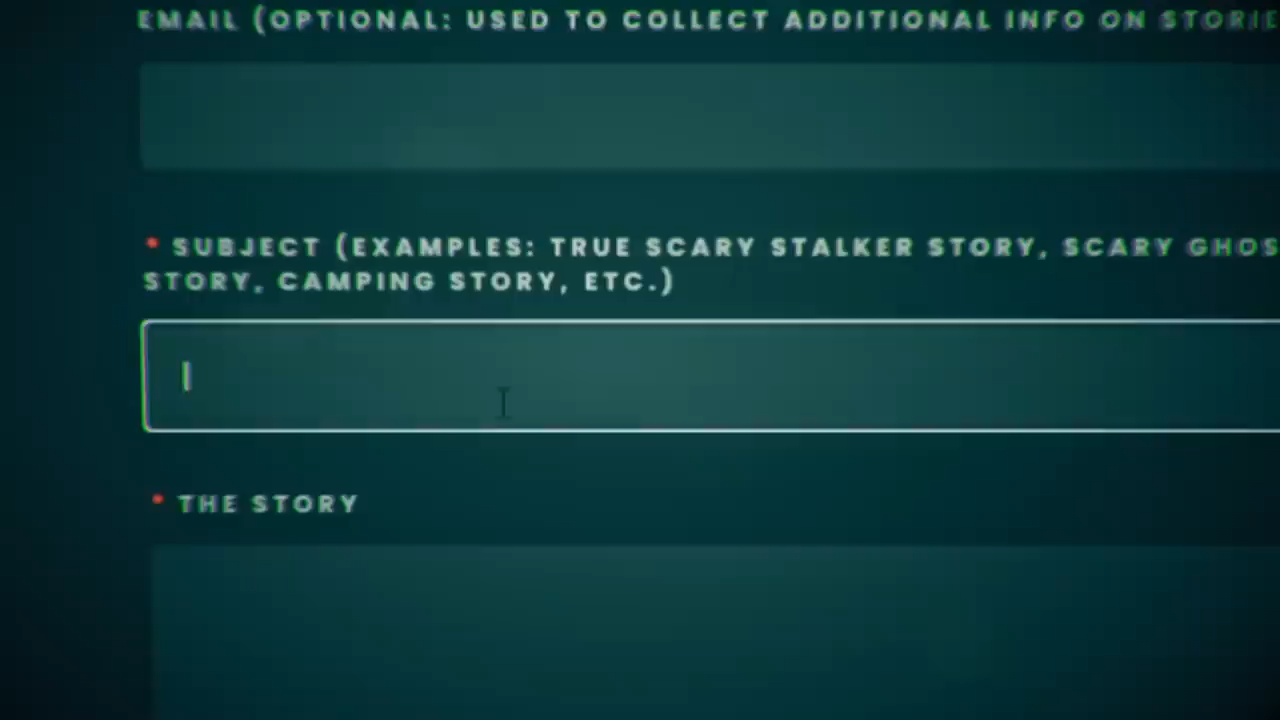 EMAIL (OPTIONAL: USED TO COLLECT ADDITIONAL INFO ON
* SUBJECT (EXAMPLES: TRUE SCARY STALKER STORY, SCARY
STORY, CAMPING STORY, ETC.)
* THE STORY